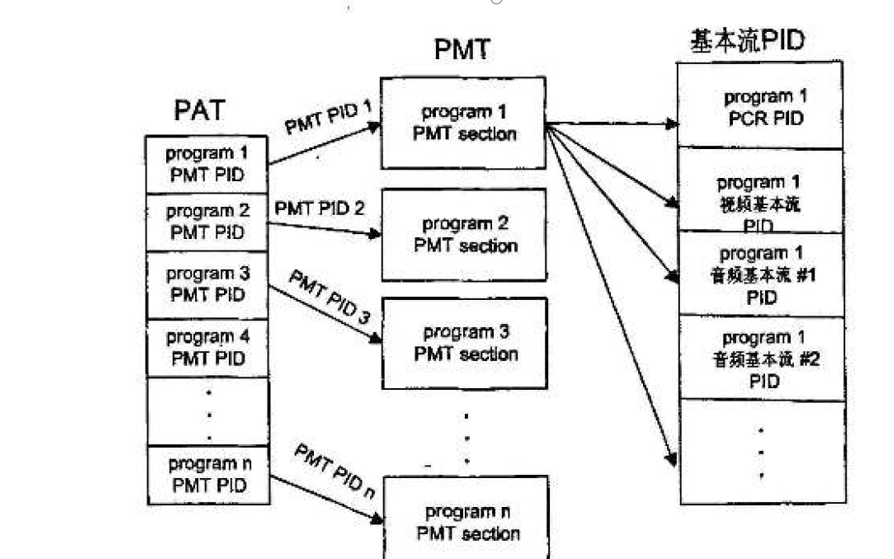 PAT
program 1
PMT PID
program 2
PMT PID
program 3
PMT PID
program 4
PMT PID
program n
PMT PID
PMT PID 1
PMT PID 2
PMT PID 3
PMT PID n
PMT
program 1
PMT section
program 2
PMT section
program 3
PMT section
program n
PMT section
基本流PID
program 1
PCR PID
program 1
视频基本流
PID
program 1
音频基本流 #1
PID
program 1
音频基本流 #2
PID